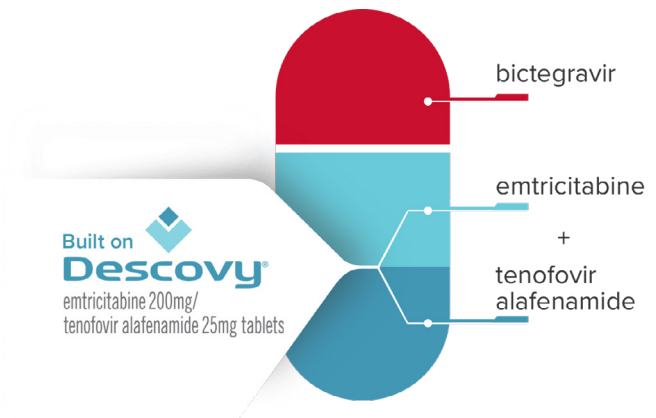 bictegravir
emtricitabine
+
tenofovir
alafenamide
Built on
Descovy®
emtricitabine 200mg/
tenofovir alafenamide 25mg tablets